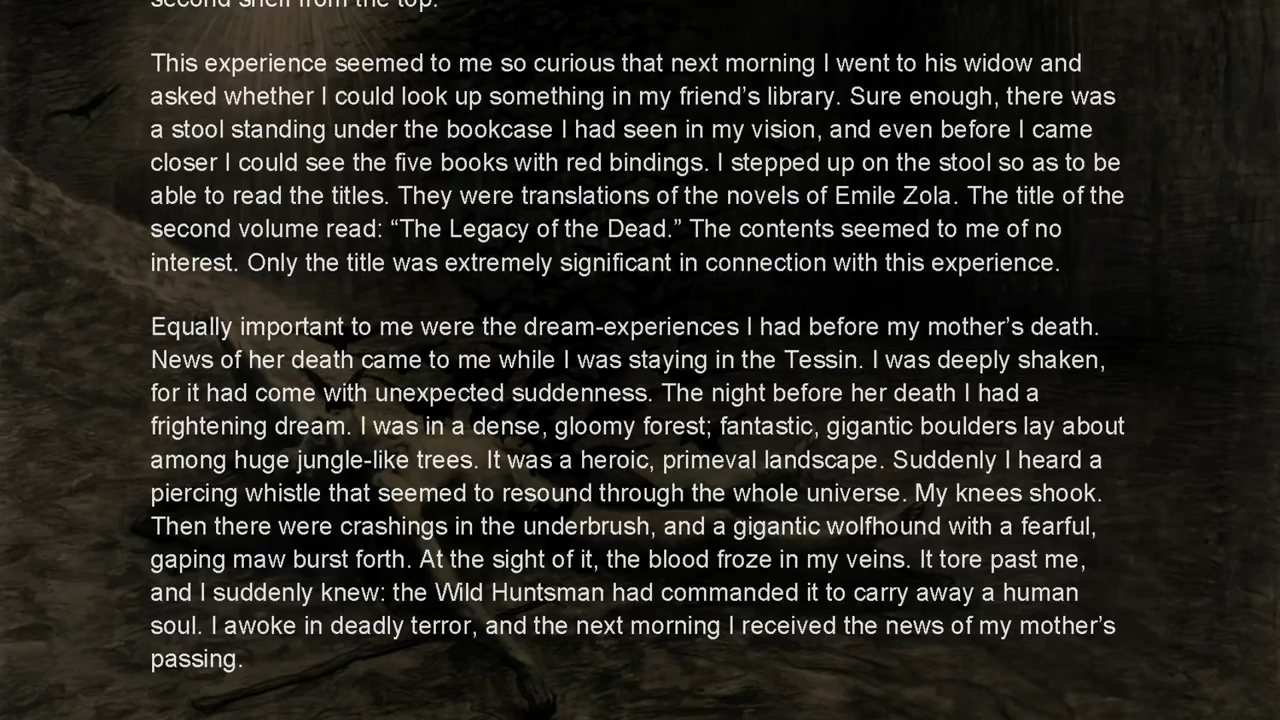 second shelf from the top.
This experience seemed to me so curious that next morning I went to his widow and
asked whether I could look up something in my friend’s library. Sure enough, there was
a stool standing under the bookcase I had seen in my vision, and even before I came
closer I could see the five books with red bindings. I stepped up on the stool so as to be
able to read the titles. They were translations of the novels of Emile Zola. The title of the
second volume read: “The Legacy of the Dead.” The contents seemed to me of no
interest. Only the title was extremely significant in connection with this experience.
Equally important to me were the dream-experiences I had before my mother’s death.
News of her death came to me while I was staying in the Tessin. I was deeply shaken,
for it had come with unexpected suddenness. The night before her death I had a
frightening dream. I was in a dense, gloomy forest; fantastic, gigantic boulders lay about
among huge jungle-like trees. It was a heroic, primeval landscape. Suddenly I heard a
piercing whistle that seemed to resound through the whole universe. My knees shook.
Then there were crashings in the underbrush, and a gigantic wolfhound with a fearful,
gaping maw burst forth. At the sight of it, the blood froze in my veins. It tore past me,
and I suddenly knew: the Wild Huntsman had commanded it to carry away a human
soul. I awoke in deadly terror, and the next morning I received the news of my mother’s
passing.